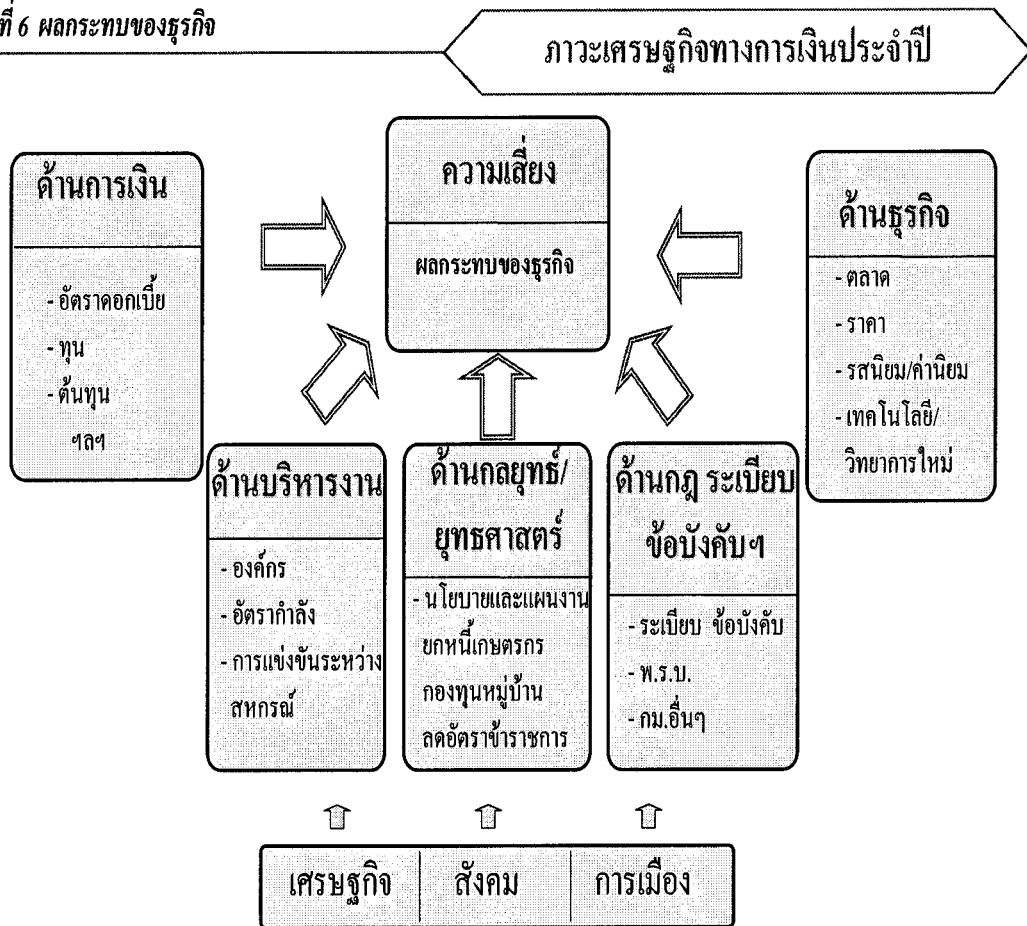 ที่ 6 ผลกระทบของธุรกิจ
ภาวะเศรษฐกิจทางการเงินประจำปี
ความเสี่ยง
ผลกระทบของธุรกิจ
ด้านการเงิน
- อัตราดอกเบี้ย
- ทุน
- ต้นทุน
ฯลฯ
ด้านธุรกิจ
- ตลาด
- ราคา
- รสนิยม/ค่านิยม
- เทคโนโลยี/
วิทยาการใหม่
ด้านบริหารงาน
- องค์กร
- อัตรากำลัง
- การแข่งขันระหว่าง
สหกรณ์
ด้านกลยุทธ์/
ยุทธศาสตร์
- นโยบายและแผนงาน
ยกหนี้เกษตรกร
กองทุนหมู่บ้าน
ลดอัตราข้าราชการ
ด้านกฎ ระเบียบ
ข้อบังคับฯ
- ระเบียบ ข้อบังคับ
- พ.ร.บ.
- กม.อื่นๆ
เศรษฐกิจ
สังคม
การเมือง